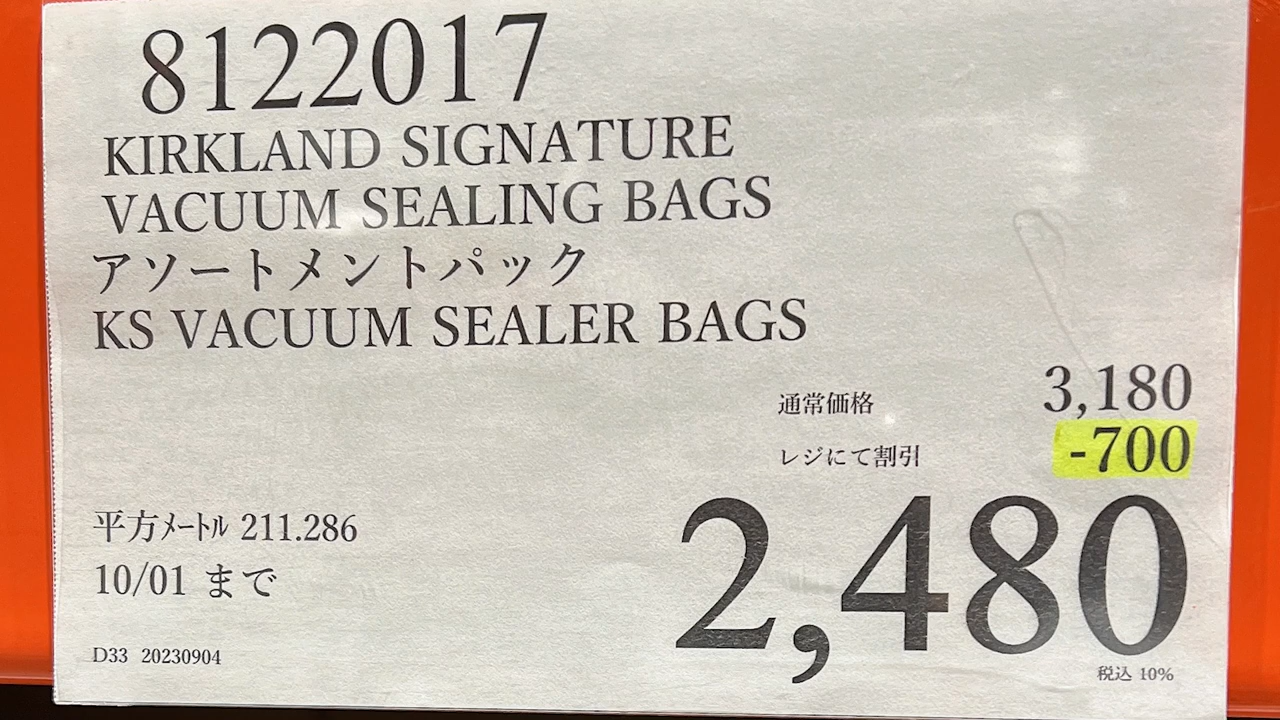 8122017
KIRKLAND SIGNATURE
VACUUM SEALING BAGS
アソートメントパック
KS VACUUM SEALER BAGS
通常価格 3,180
レジにて割引 -700
2,480
平方ﾒｰﾄﾙ 211.286
10/01 まで
D33 20230904
税込 10%